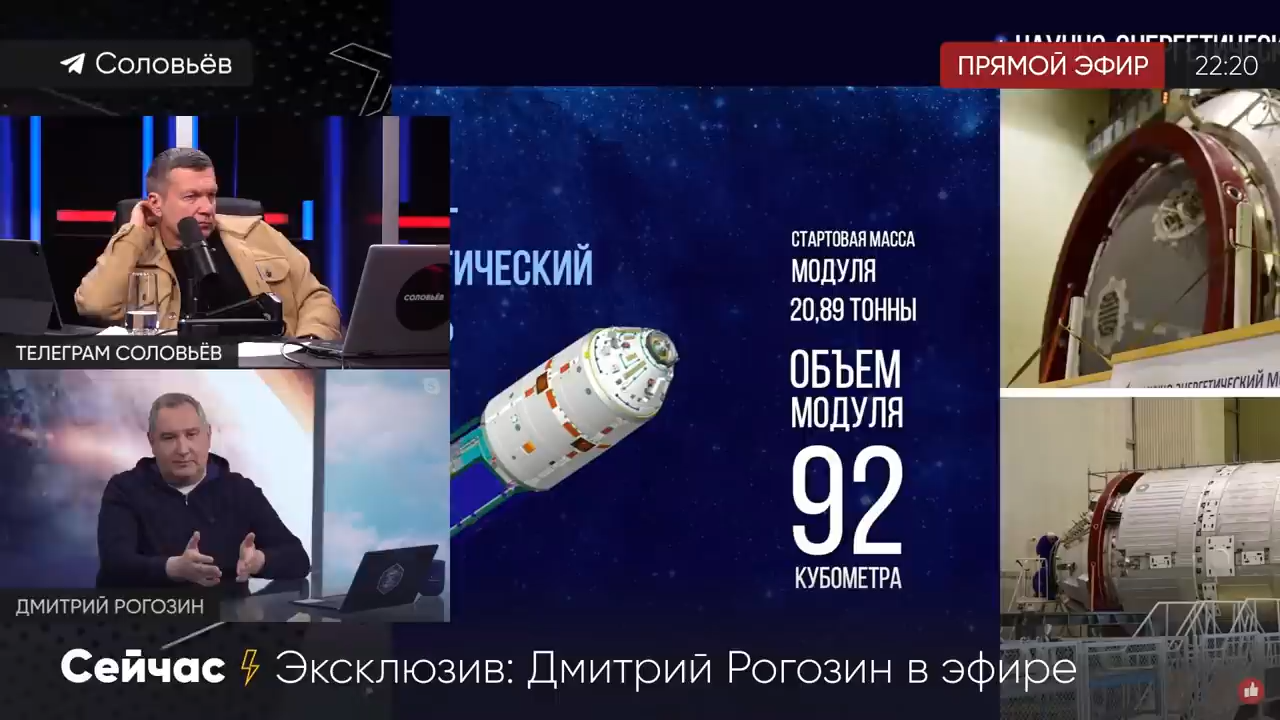 Соловьёв
ПРЯМОЙ ЭФИР
22:20
СТАРТОВАЯ МАССА
МОДУЛЯ
20,89 ТОННЫ
ОБЪЕМ
МОДУЛЯ
92
КУБОМЕТРА
СОЛОВЬЁВ
ТЕЛЕГРАМ СОЛОВЬЁВ
ДМИТРИЙ РОГОЗИН
Сейчас Эксклюзив: Дмитрий Рогозин в эфире